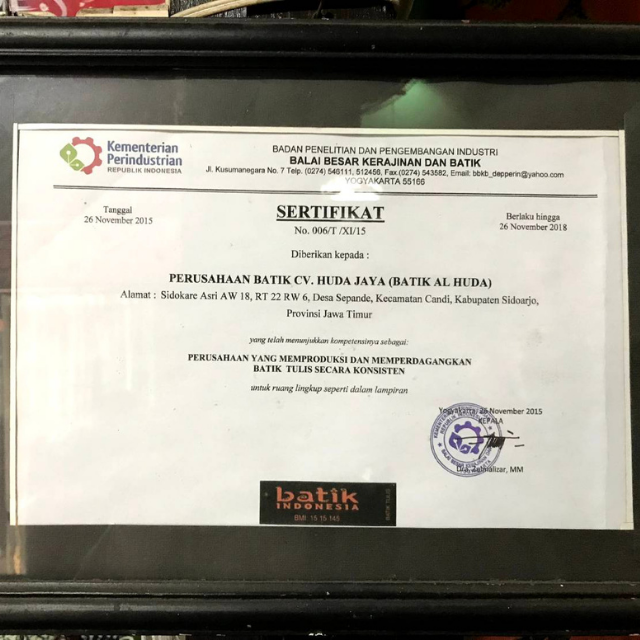 Kementerian
Perindustrian
REPUBLIK INDONESIA
BADAN PENELITIAN DAN PENGEMBANGAN INDUSTRI
BALAI BESAR KERAJINAN DAN BATIK
Jl. Kusumanegara No. 7 Telp. (0274) 546111, 512456, Fax.(0274) 543582, Email: bbkb_depperin@yahoo.com
YOGYAKARTA 55166
Tanggal
26 November 2015
SERTIFIKAT
No. 006/T /XI/15
Berlaku hingga
26 November 2018
Diberikan kepada :
PERUSAHAAN BATIK CV. HUDA JAYA (BATIK AL HUDA)
Alamat : Sidokare Asri AW 18, RT 22 RW 6, Desa Sepande, Kecamatan Candi, Kabupaten Sidoarjo,
Provinsi Jawa Timur
yang telah menunjukkan kompetensinya sebagai:
PERUSAHAAN YANG MEMPRODUKSI DAN MEMPERDAGANGKAN
BATIK TULIS SECARA KONSISTEN
untuk ruang lingkup seperti dalam lampiran
Yogyakarta, 26 November 2015
KEPALA
Dra. Zulmalizar, MM
batik
INDONESIA
BMI 15 15 145
BATIK TULIS